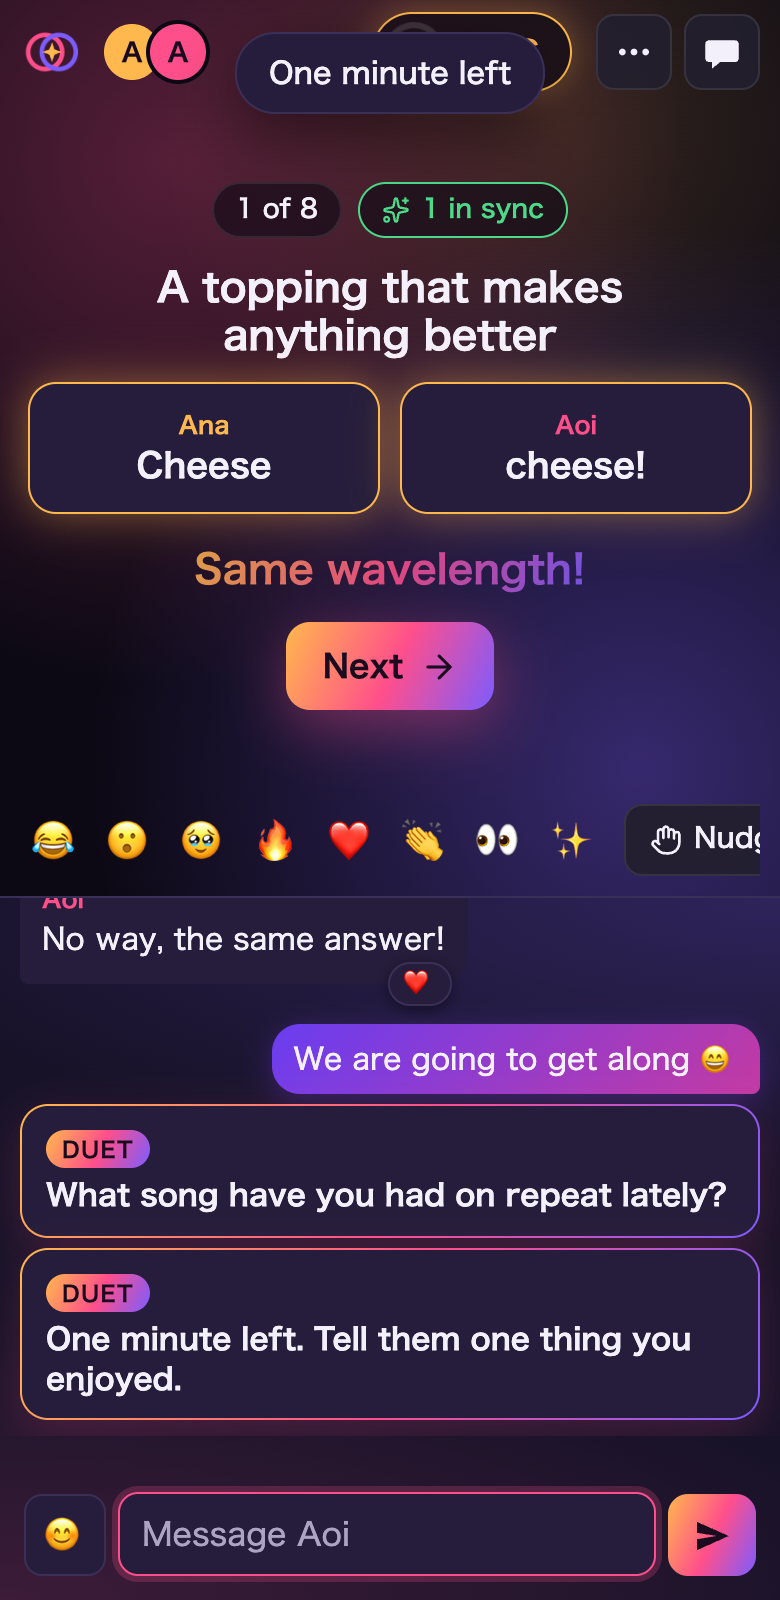 A A
One minute left
1 of 8
1 in sync
A topping that makes
anything better
Ana
Cheese
Aoi
cheese!
Same wavelength!
Next
Aoi
No way, the same answer!
We are going to get along 😄
DUET
What song have you had on repeat lately?
DUET
One minute left. Tell them one thing you
enjoyed.
Message Aoi